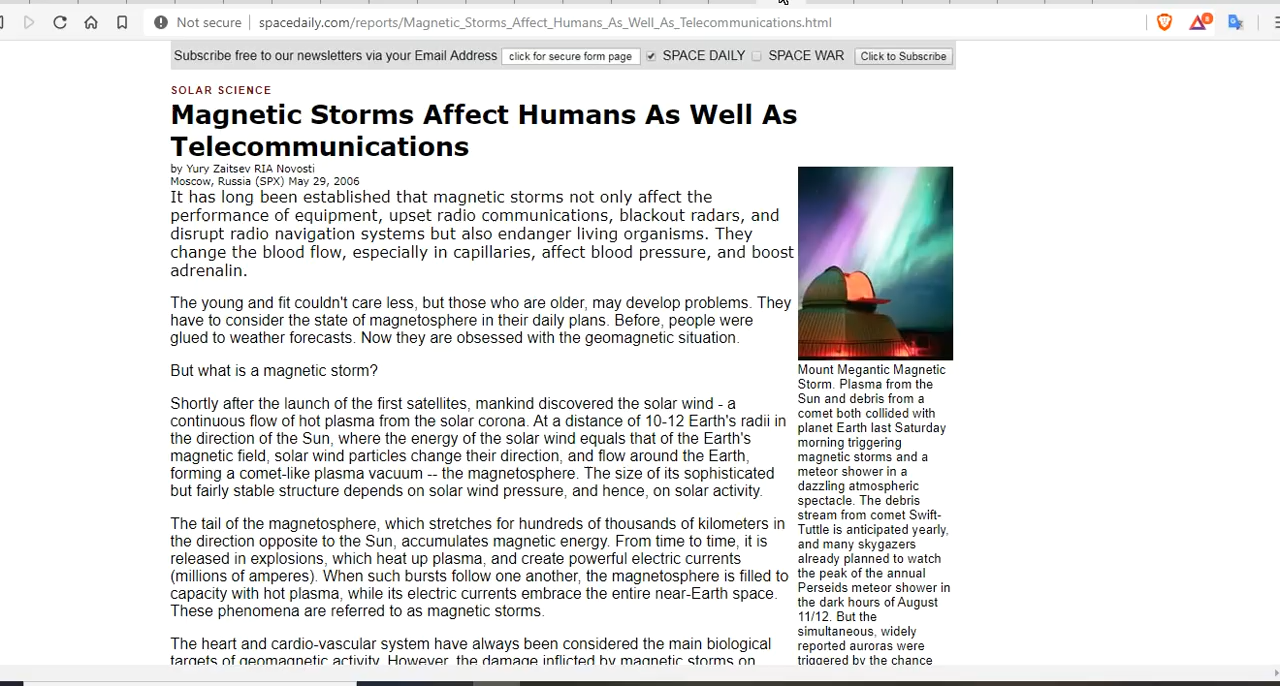 Not secure
spacedaily.com/reports/Magnetic_Storms_Affect_Humans_As_Well_As_Telecommunications.html
8
Subscribe free to our newsletters via your Email Address
click for secure form page
SPACE DAILY
SPACE WAR
Click to Subscribe
SOLAR SCIENCE
Magnetic Storms Affect Humans As Well As
Telecommunications
by Yury Zaitsev RIA Novosti
Moscow, Russia (SPX) May 29, 2006
It has long been established that magnetic storms not only affect the
performance of equipment, upset radio communications, blackout radars, and
disrupt radio navigation systems but also endanger living organisms. They
change the blood flow, especially in capillaries, affect blood pressure, and boost
adrenalin.
The young and fit couldn't care less, but those who are older, may develop problems. They
have to consider the state of magnetosphere in their daily plans. Before, people were
glued to weather forecasts. Now they are obsessed with the geomagnetic situation.
But what is a magnetic storm?
Shortly after the launch of the first satellites, mankind discovered the solar wind - a
continuous flow of hot plasma from the solar corona. At a distance of 10-12 Earth's radii in
the direction of the Sun, where the energy of the solar wind equals that of the Earth's
magnetic field, solar wind particles change their direction, and flow around the Earth,
forming a comet-like plasma vacuum -- the magnetosphere. The size of its sophisticated
but fairly stable structure depends on solar wind pressure, and hence, on solar activity.
The tail of the magnetosphere, which stretches for hundreds of thousands of kilometers in
the direction opposite to the Sun, accumulates magnetic energy. From time to time, it is
released in explosions, which heat up plasma, and create powerful electric currents
(millions of amperes). When such bursts follow one another, the magnetosphere is filled to
capacity with hot plasma, while its electric currents embrace the entire near-Earth space.
These phenomena are referred to as magnetic storms.
The heart and cardio-vascular system have always been considered the main biological
targets of geomagnetic activity. However, the damage inflicted by magnetic storms on
Mount Megantic Magnetic
Storm. Plasma from the
Sun and debris from a
comet both collided with
planet Earth last Saturday
morning triggering
magnetic storms and a
meteor shower in a
dazzling atmospheric
spectacle. The debris
stream from comet Swift-
Tuttle is anticipated yearly,
and many skygazers
already planned to watch
the peak of the annual
Perseids meteor shower in
the dark hours of August
11/12. But the
simultaneous, widely
reported auroras were
triggered by the chance